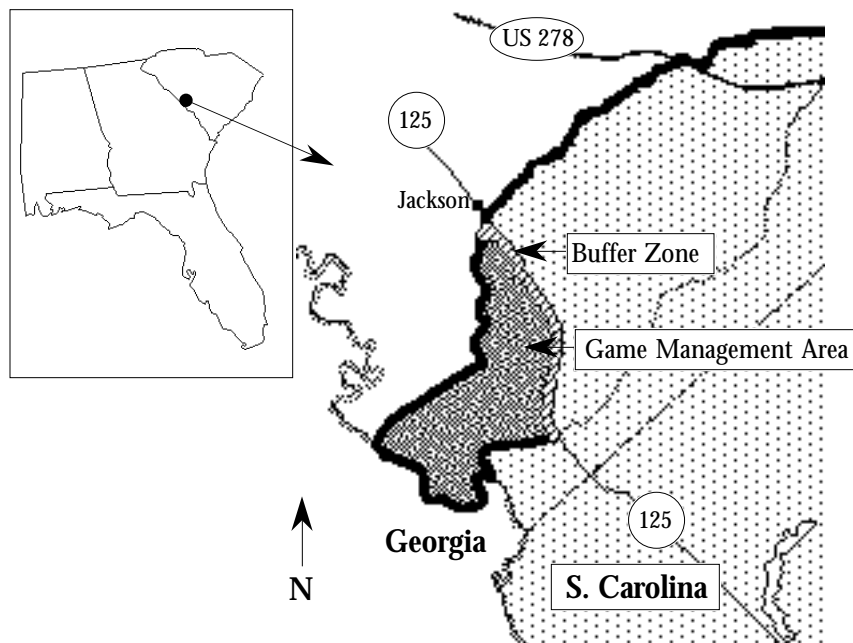 US 278
125
Jackson
Buffer Zone
Game Management Area
125
Georgia
S. Carolina
N